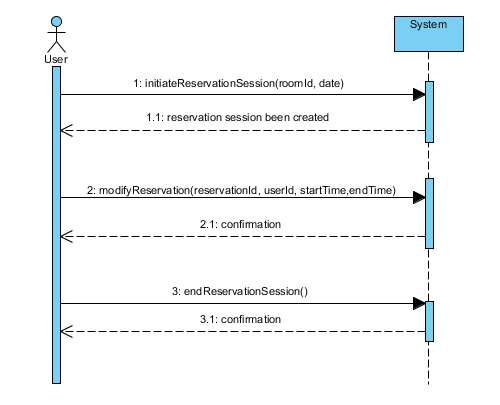 System
User
1: initiateReservationSession(roomId, date)
1.1: reservation session been created
2: modifyReservation(reservationId, userId, startTime,endTime)
2.1: confirmation
3: endReservationSession()
3.1: confirmation